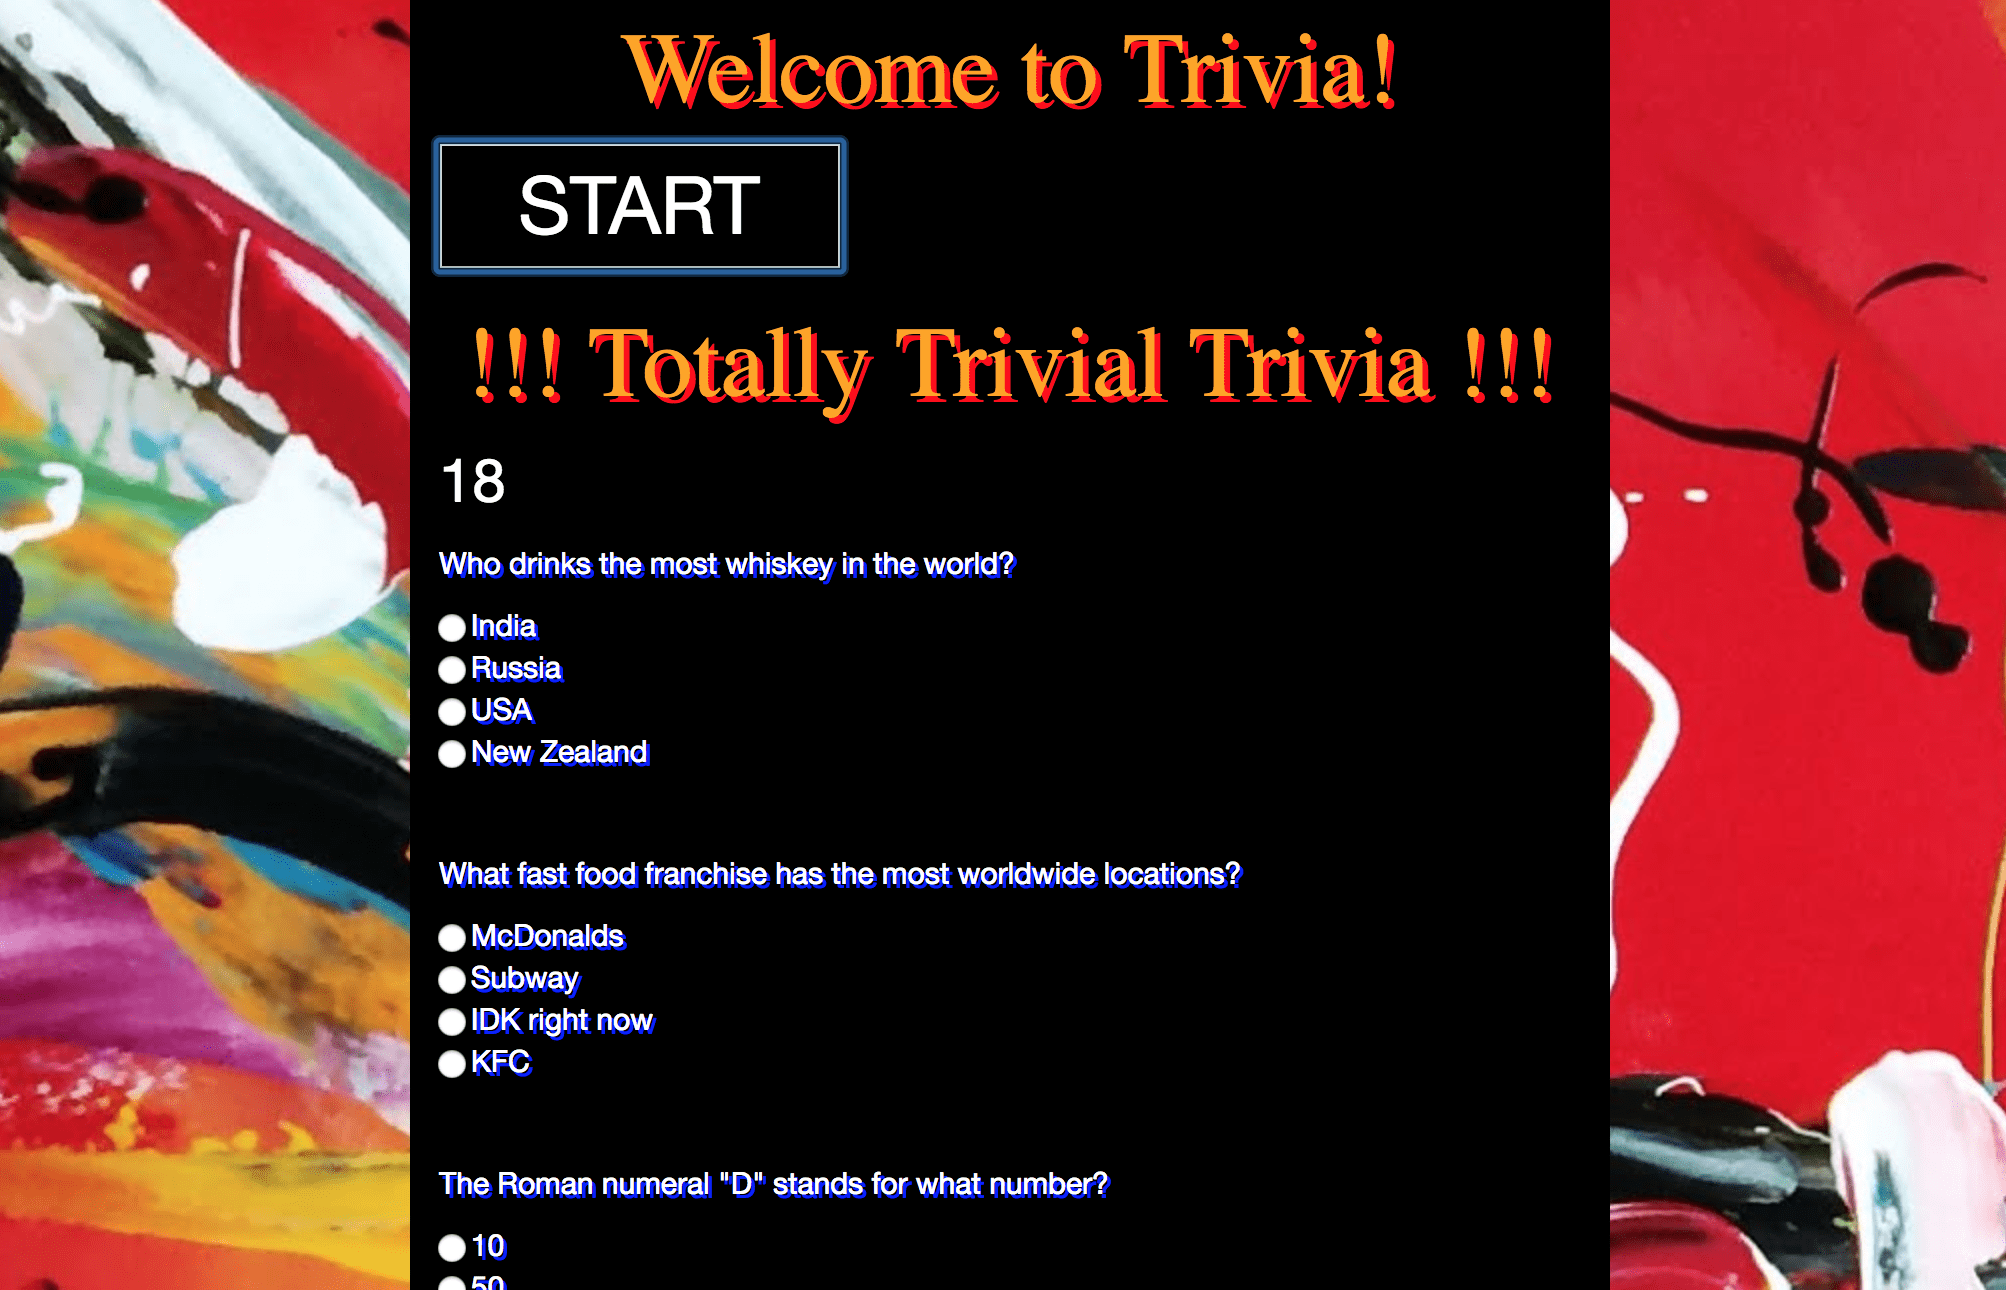 Welcome to Trivia!
START
!!! Totally Trivial Trivia !!!
18
Who drinks the most whiskey in the world?
India
Russia
USA
New Zealand
What fast food franchise has the most worldwide locations?
McDonalds
Subway
IDK right now
KFC
The Roman numeral "D" stands for what number?
10
50